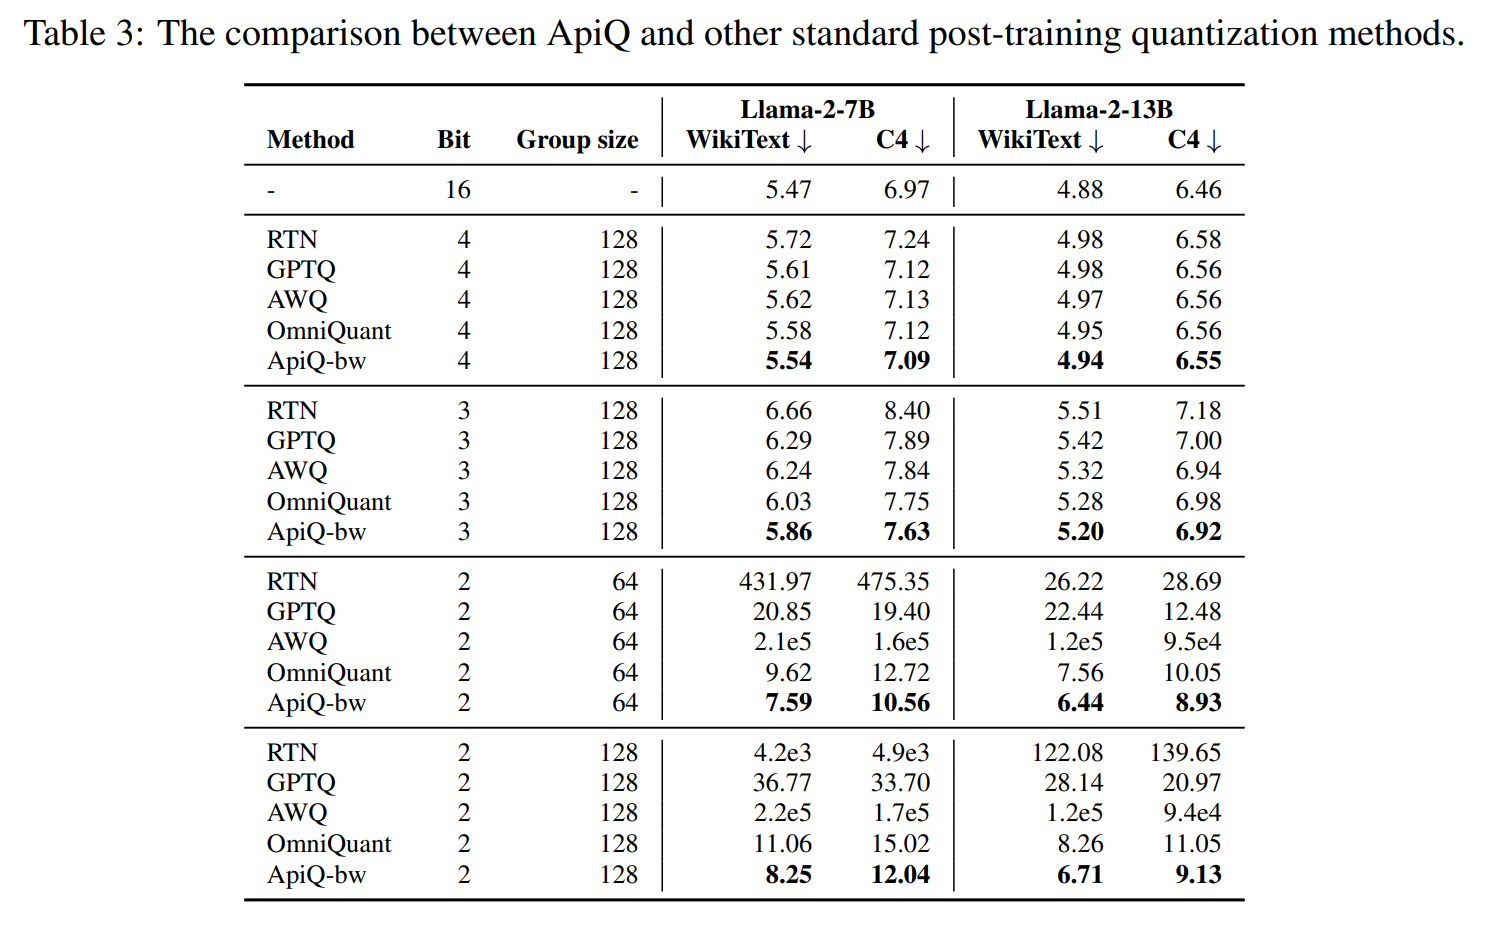 Table 3: The comparison between ApiQ and other standard post-training quantization methods.
Llama-2-7B Llama-2-13B
Method Bit Group size WikiText ↓ C4 ↓ WikiText ↓ C4 ↓
- 16 - 5.47 6.97 4.88 6.46
RTN 4 128 5.72 7.24 4.98 6.58
GPTQ 4 128 5.61 7.12 4.98 6.56
AWQ 4 128 5.62 7.13 4.97 6.56
OmniQuant 4 128 5.58 7.12 4.95 6.56
ApiQ-bw 4 128 5.54 7.09 4.94 6.55
RTN 3 128 6.66 8.40 5.51 7.18
GPTQ 3 128 6.29 7.89 5.42 7.00
AWQ 3 128 6.24 7.84 5.32 6.94
OmniQuant 3 128 6.03 7.75 5.28 6.98
ApiQ-bw 3 128 5.86 7.63 5.20 6.92
RTN 2 64 431.97 475.35 26.22 28.69
GPTQ 2 64 20.85 19.40 22.44 12.48
AWQ 2 64 2.1e5 1.6e5 1.2e5 9.5e4
OmniQuant 2 64 9.62 12.72 7.56 10.05
ApiQ-bw 2 64 7.59 10.56 6.44 8.93
RTN 2 128 4.2e3 4.9e3 122.08 139.65
GPTQ 2 128 36.77 33.70 28.14 20.97
AWQ 2 128 2.2e5 1.7e5 1.2e5 9.4e4
OmniQuant 2 128 11.06 15.02 8.26 11.05
ApiQ-bw 2 128 8.25 12.04 6.71 9.13